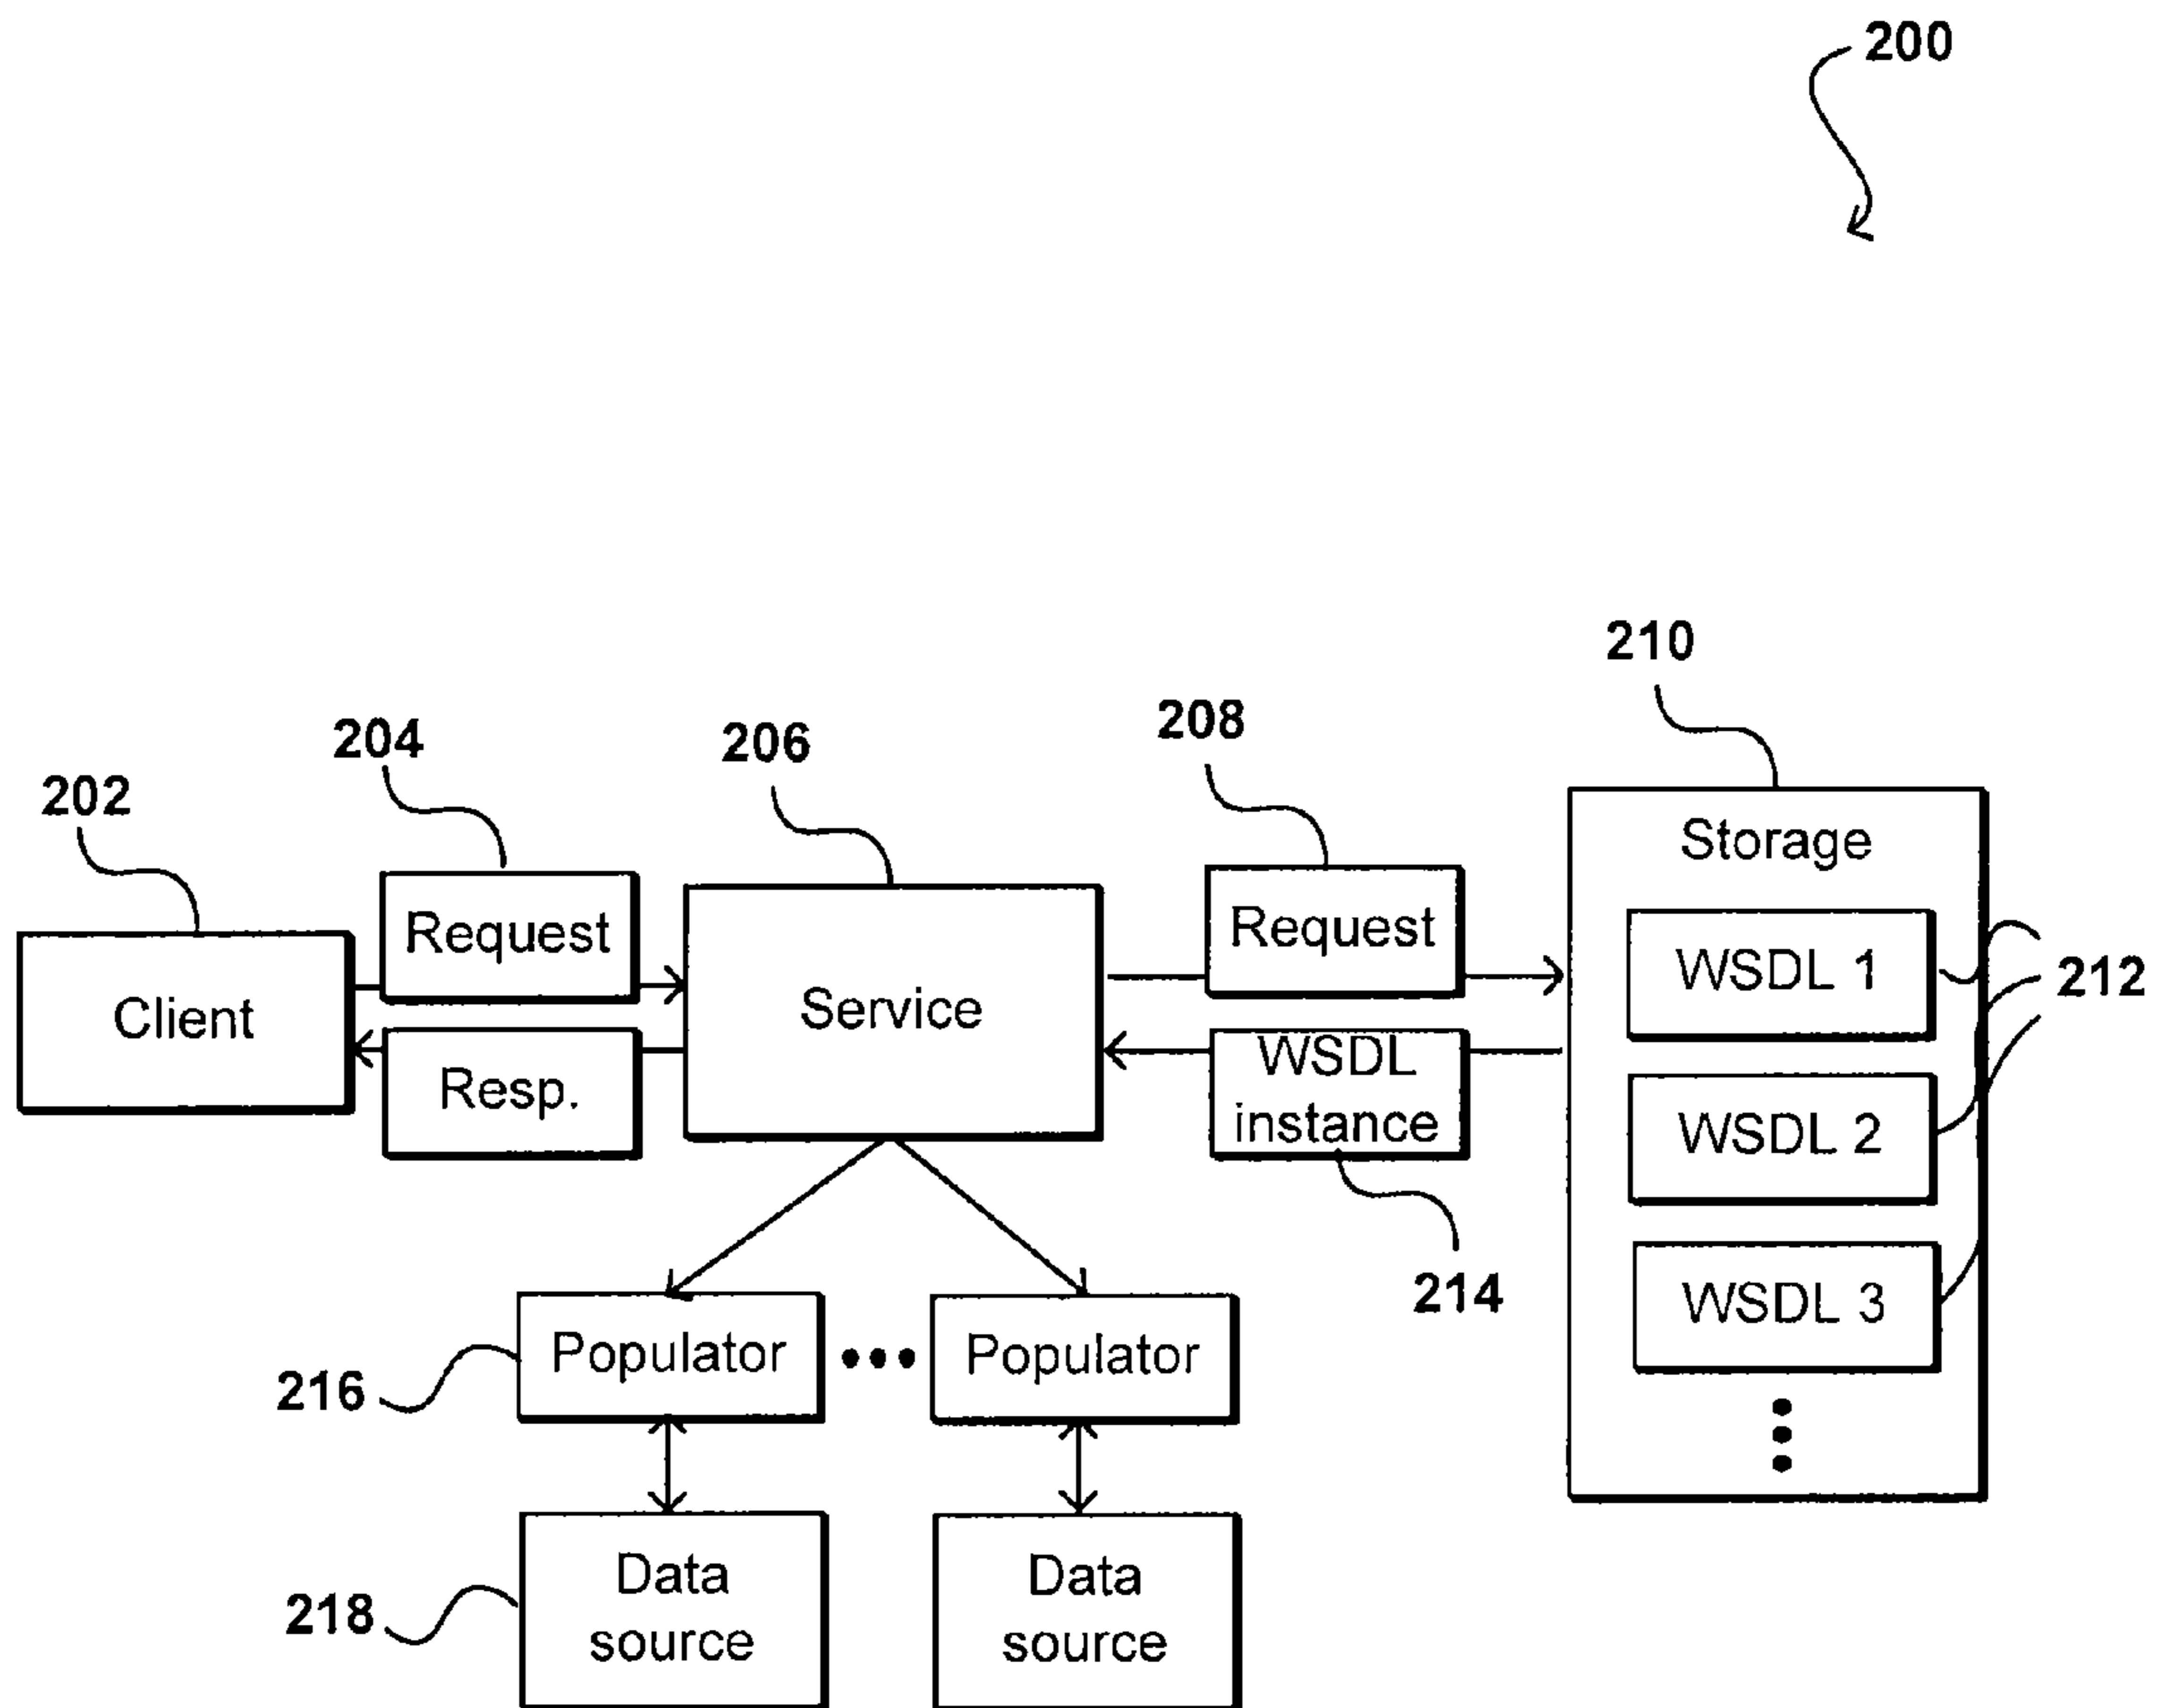 200
210
208
204
206
202
Storage
Request
Request
WSDL 1
212
Client
Service
Resp.
WSDL
instance
WSDL 2
214
WSDL 3
Populator
Populator
216
Data
source
Data
source
218